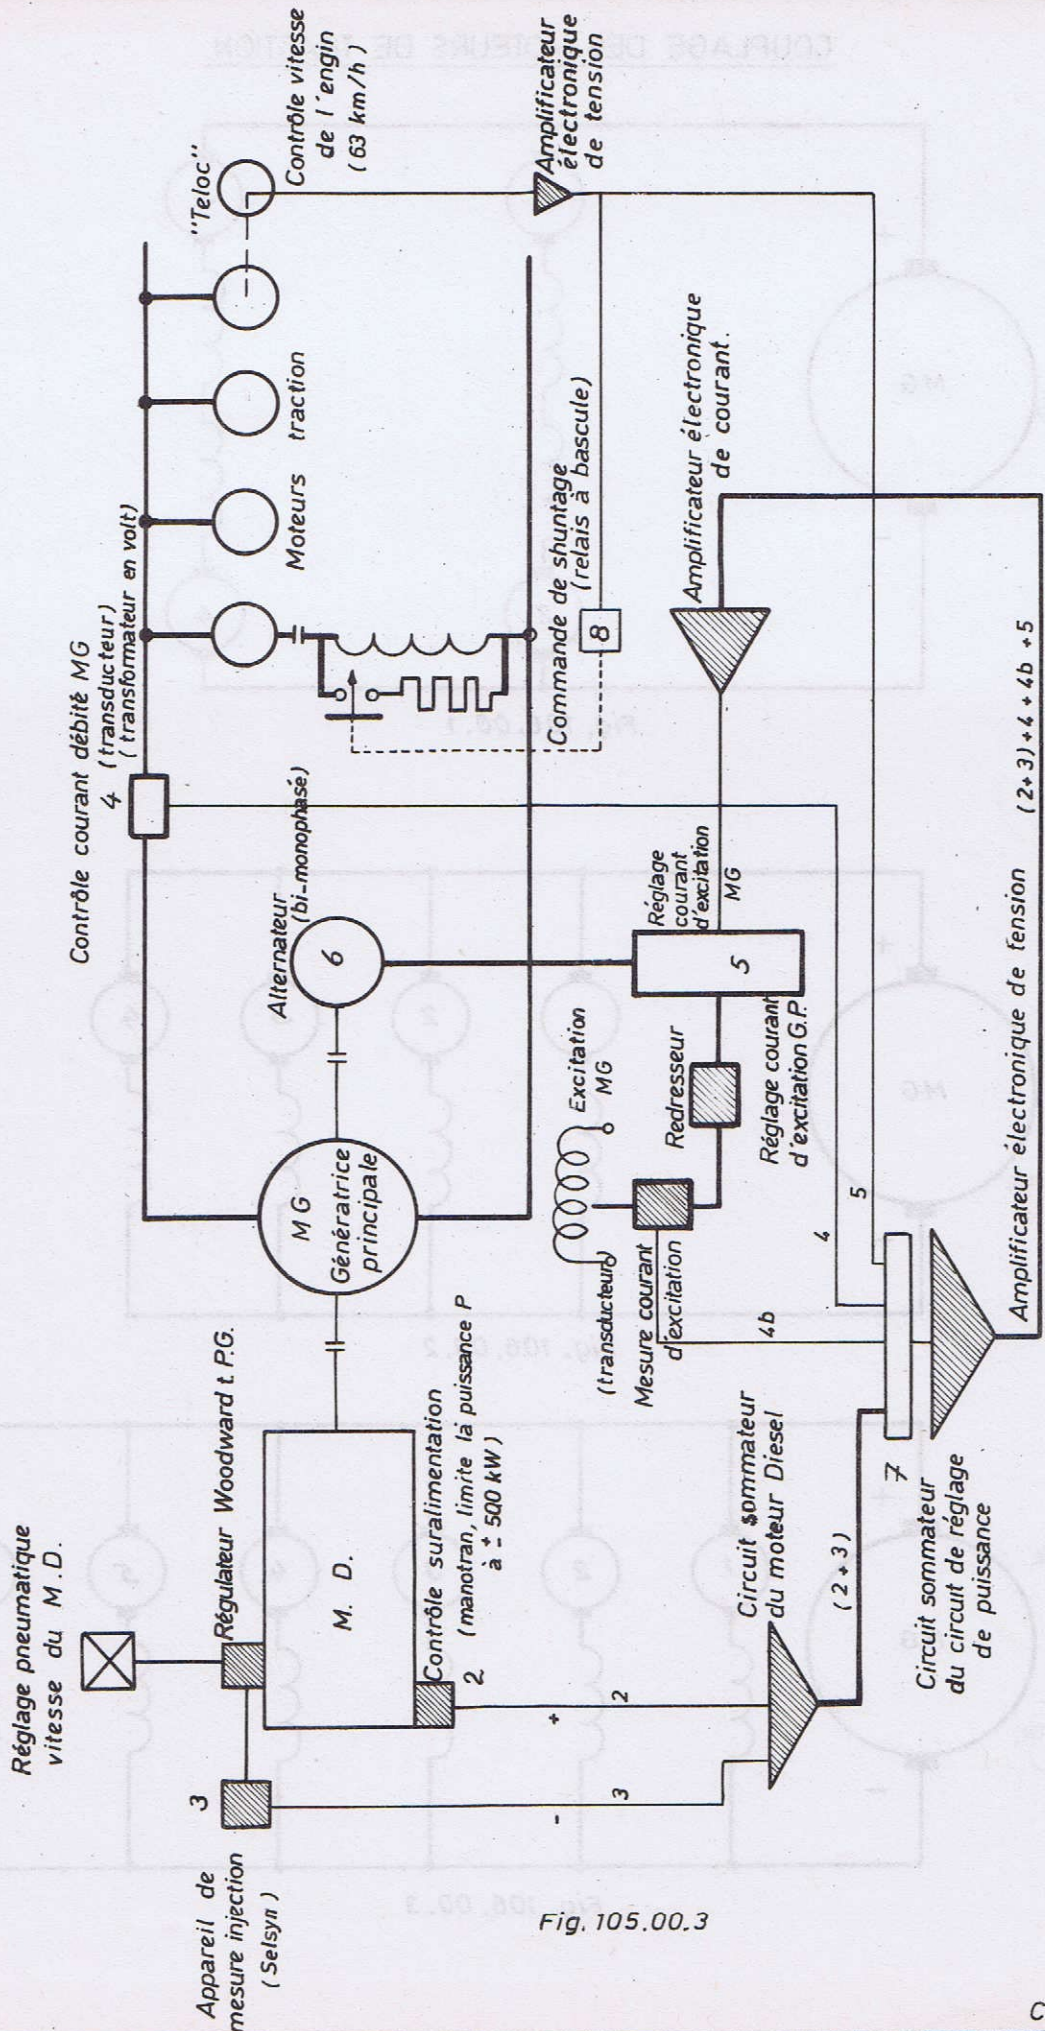 Réglage pneumatique
vitesse du M.D.
3
Appareil de
mesure injection
(Selsyn)
Régulateur Woodward t. P.G.
M. D.
Contrôle suralimentation
(manotran, limite la puissance P
à ± 500 kW)
2
+
2
-
3
Circuit sommateur
du moteur Diesel
(2+3)
7
Circuit sommateur
du circuit de réglage
de puissance
MG
Génératrice
principale
Alternateur
(bi-monophasé)
6
Contrôle courant débité MG
4 (transducteur)
(transformateur en volt)
Moteurs traction
"Teloc"
Contrôle vitesse
de l'engin
(63 km/h)
Amplificateur
électronique
de tension
Commande de shuntage
(relais à bascule)
8
Amplificateur électronique
de courant.
Réglage
courant
d'excitation
MG
5
Réglage courant
d'excitation G.P.
Redresseur
Excitation
MG
(transducteur)
Mesure courant
d'excitation
4b
4
5
Amplificateur électronique de tension
(2+3)+4+4b+5
Fig. 105.00.3